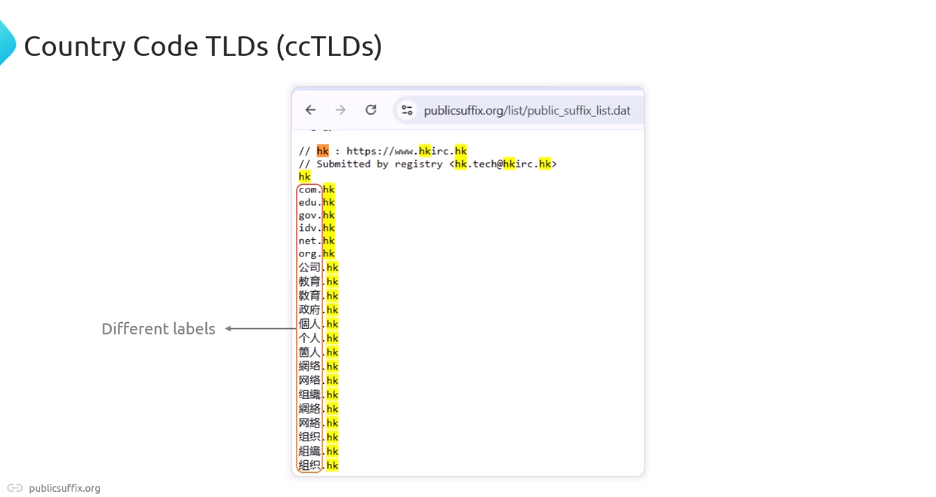 Country Code TLDs (ccTLDs)
publicsuffix.org/list/public_suffix_list.dat
// hk : https://www.hkirc.hk
// Submitted by registry <hk.tech@hkirc.hk>
hk
com.hk
edu.hk
gov.hk
idv.hk
net.hk
org.hk
公司.hk
教育.hk
敎育.hk
政府.hk
個人.hk
个人.hk
箇人.hk
網络.hk
网络.hk
组織.hk
網絡.hk
网絡.hk
组织.hk
組織.hk
組织.hk
Different labels
publicsuffix.org